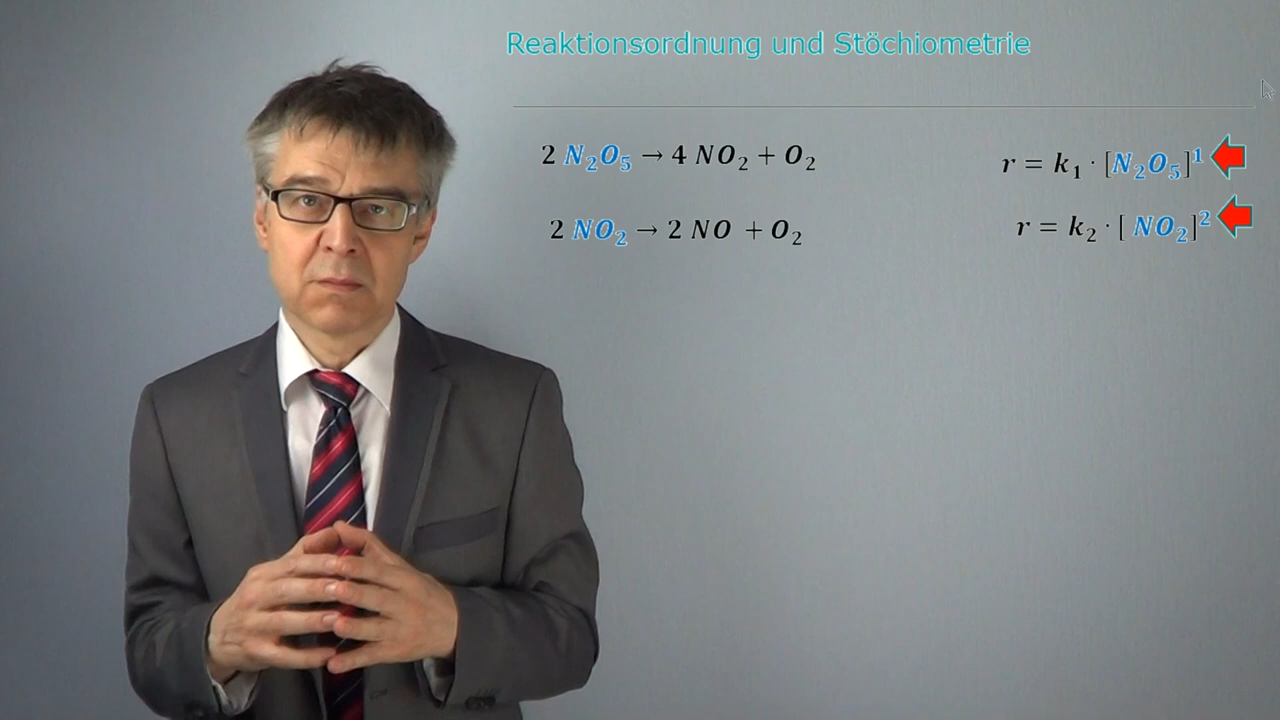 Reaktionsordnung und Stöchiometrie
2 N₂O₅ → 4 NO₂ + O₂ r = k₁ · [N₂O₅]¹
2 NO₂ → 2 NO + O₂ r = k₂ · [ NO₂]²